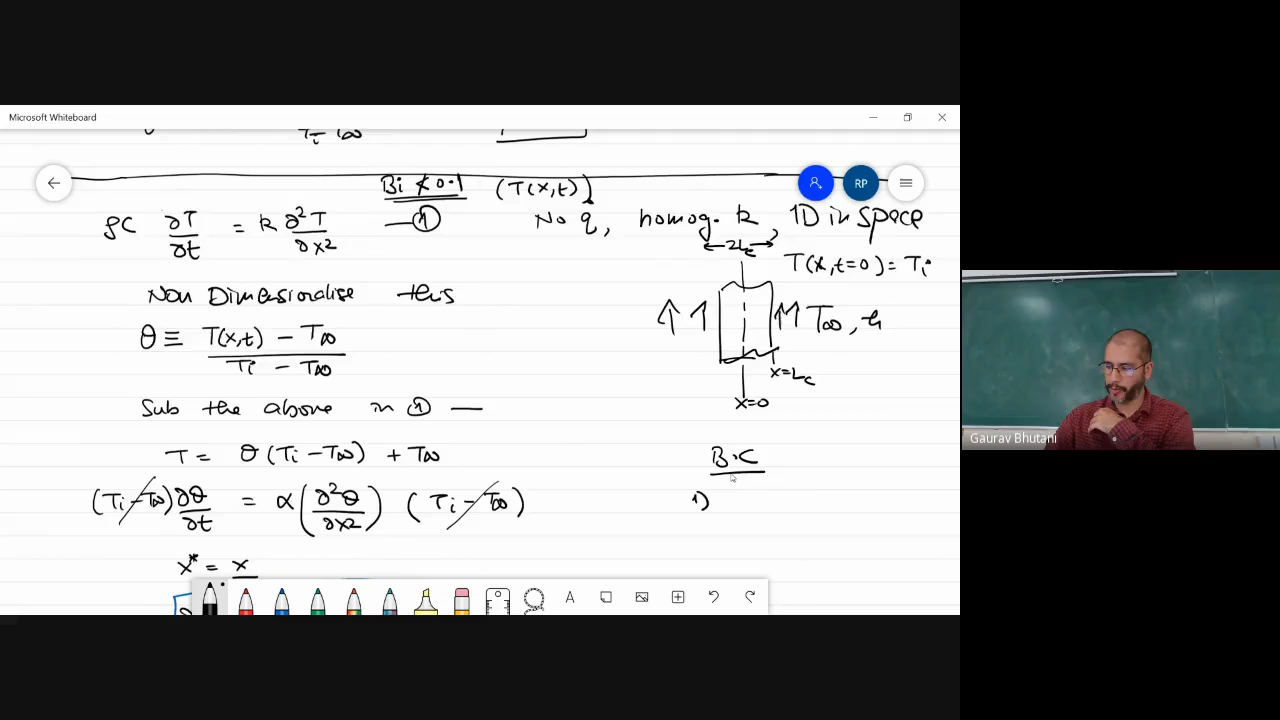 Microsoft Whiteboard
Ti - T∞
Bi ≮ 0.1 (T(x,t))
RP
ρC ∂T/∂t = k ∂²T/∂x² — ①
No q, homog. k, 1D in space
2Lc
T(x,t=0) = Ti
Non Dimensionalise this
T∞, h
θ ≡ T(x,t) - T∞ / Ti - T∞
x=Lc
x=0
Sub the above in ① —
T = θ (Ti - T∞) + T∞
B.C
(Ti - T∞) ∂θ/∂t = α (∂²θ/∂x²) (Ti - T∞)
1)
x* = x
A
Gaurav Bhutani